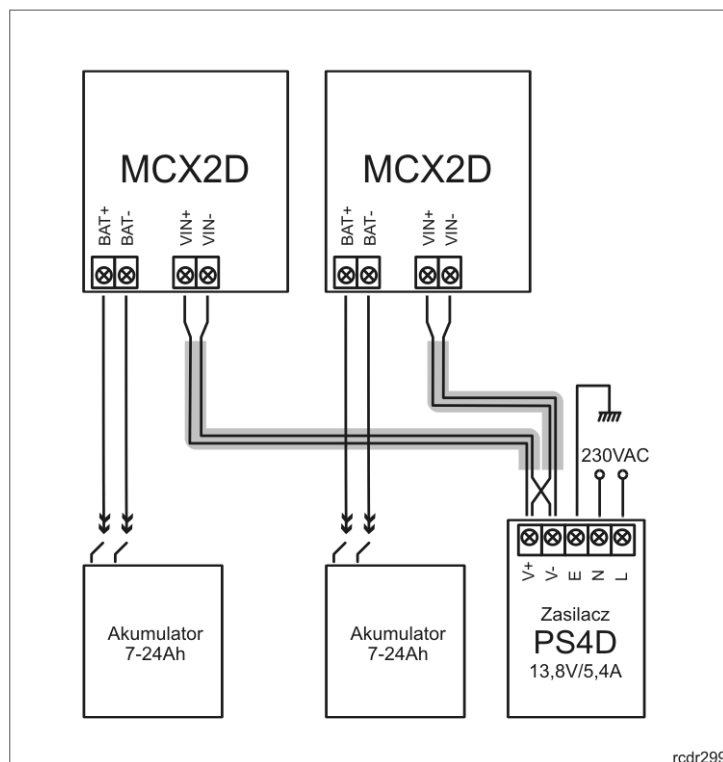 MCX2D
BAT+
BAT-
VIN+
VIN-
MCX2D
BAT+
BAT-
VIN+
VIN-
230VAC
V+
V-
E
N
L
Akumulator
7-24Ah
Akumulator
7-24Ah
Zasilacz
PS4D
13,8V/5,4A
rcdr299